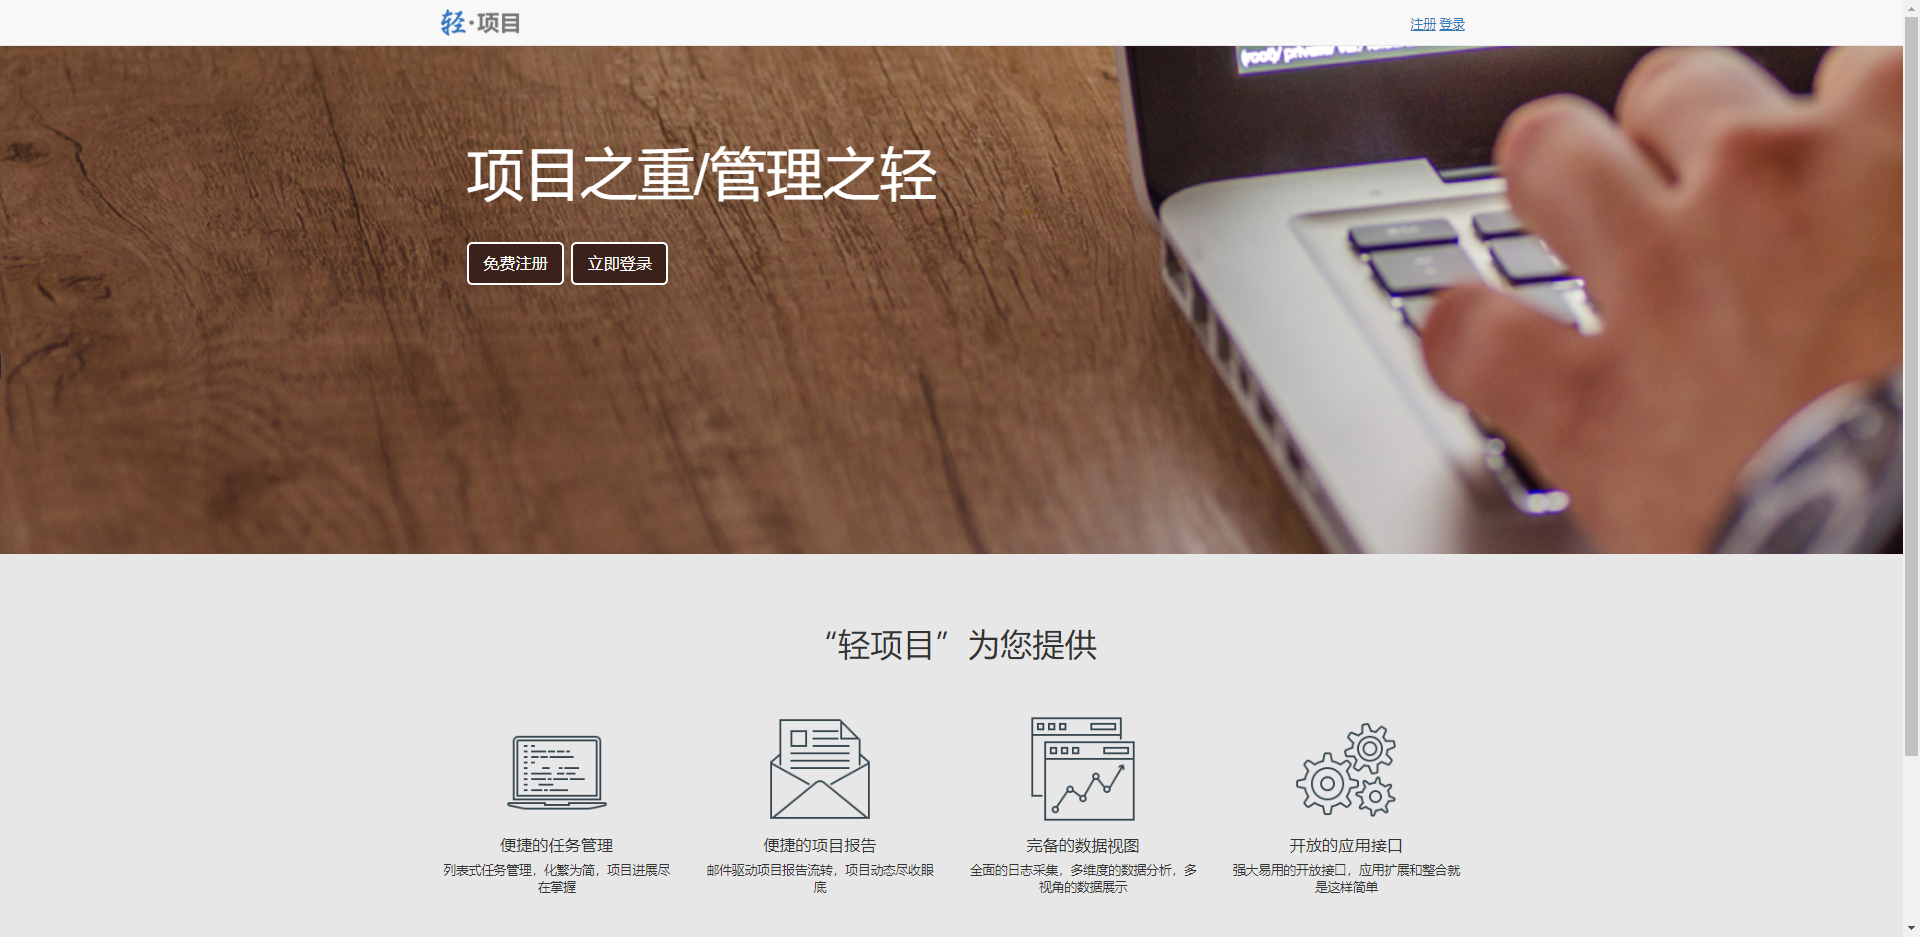 轻·项目
注册 登录
项目之重/管理之轻
免费注册 立即登录
“轻项目”为您提供
便捷的任务管理
列表式任务管理，化繁为简，项目进展尽
在掌握
便捷的项目报告
邮件驱动项目报告流转，项目动态尽收眼
底
完备的数据视图
全面的日志采集，多维度的数据分析，多
视角的数据展示
开放的应用接口
强大易用的开放接口，应用扩展和整合就
是这样简单